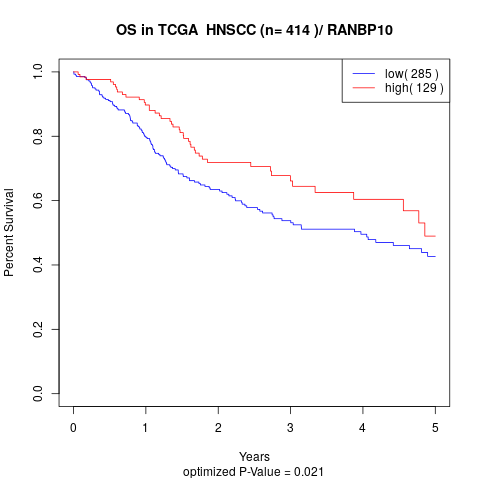 OS in TCGA  HNSCC (n= 414 )/ RANBP10
low( 285 )
high( 129 )
Percent Survival
1.0
0.8
0.6
0.4
0.2
0.0
0 1 2 3 4 5
Years
optimized P-Value = 0.021